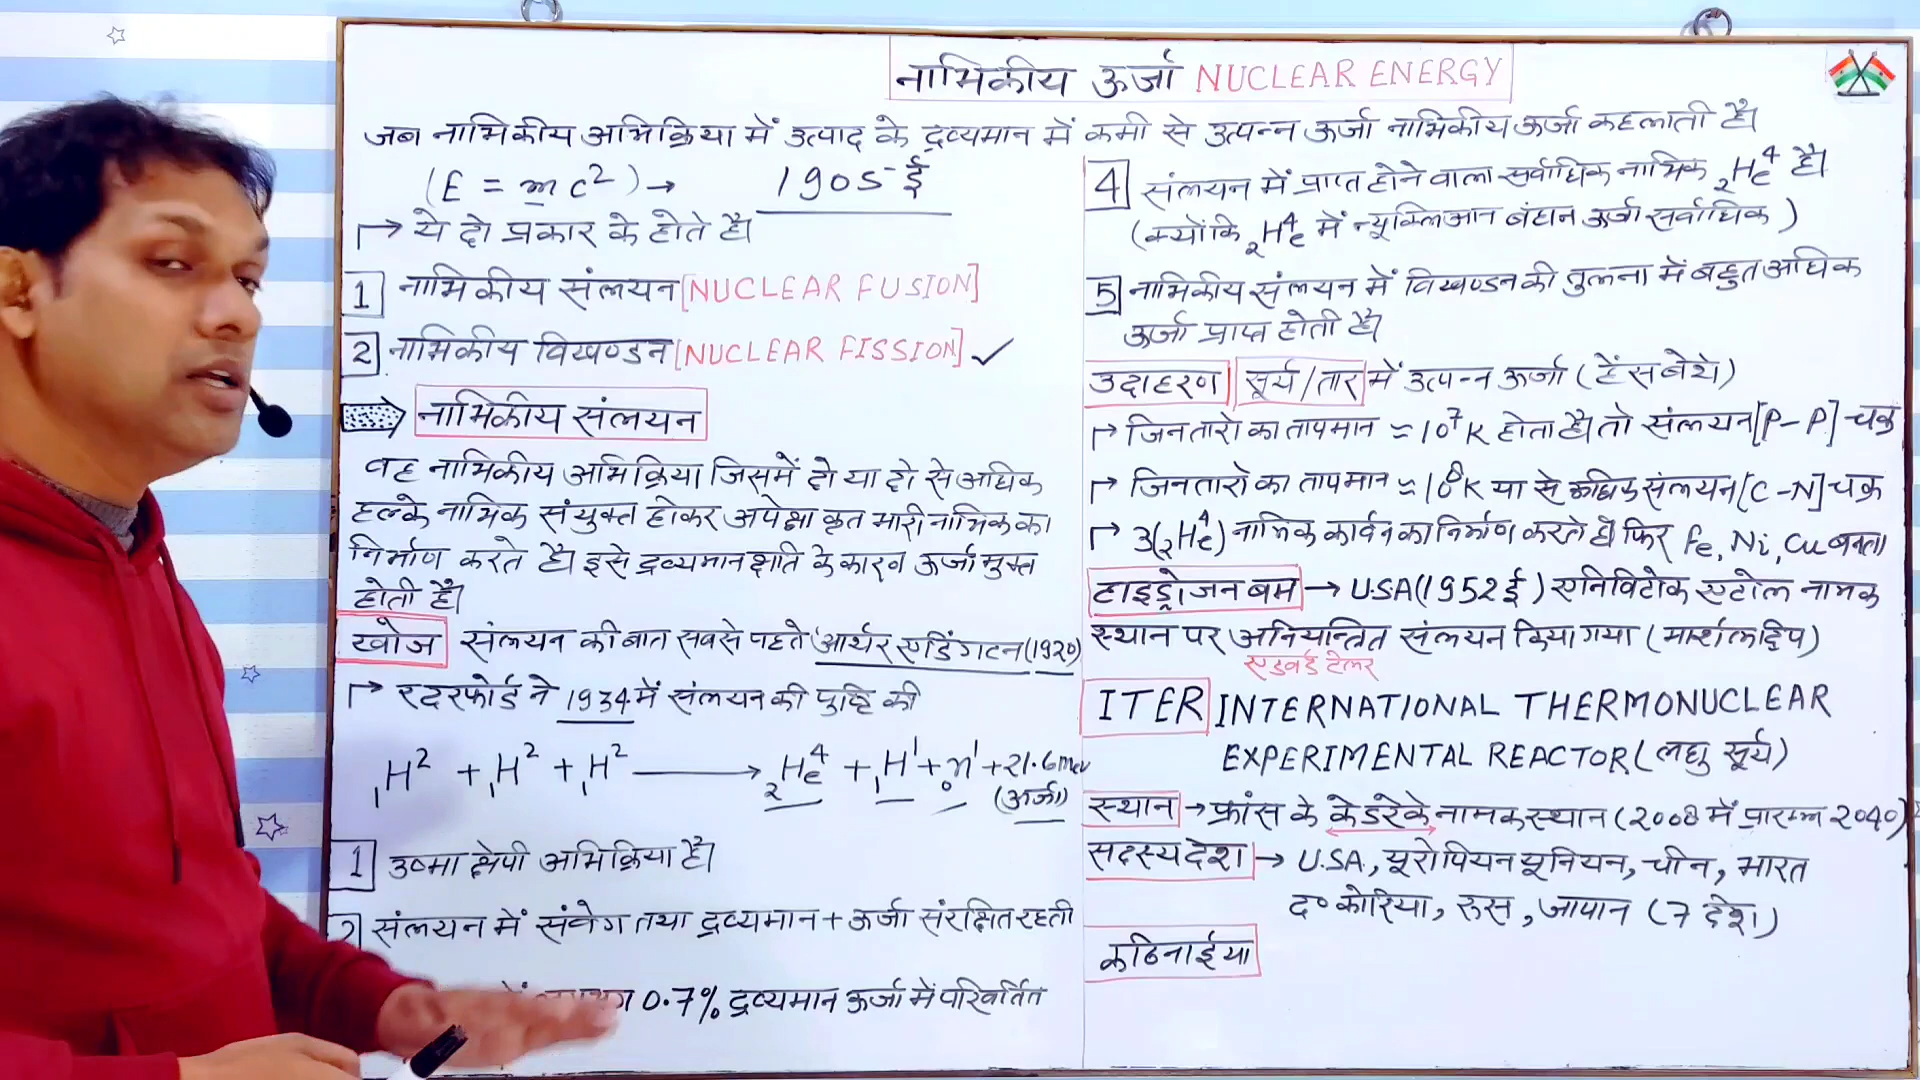 नाभिकीय ऊर्जा NUCLEAR ENERGY
जब नाभिकीय अभिक्रिया में उत्पाद के द्रव्यमान में कमी से उत्पन्न ऊर्जा नाभिकीय ऊर्जा कहलाती है।
(E = mc²) → 1905 ई
↱ ये दो प्रकार के होते है।
1 नाभिकीय संलयन [NUCLEAR FUSION]
2 नाभिकीय विखण्डन [NUCLEAR FISSION] ✓
नाभिकीय संलयन
वह नाभिकीय अभिक्रिया जिसमें दो या दो से अधिक
हल्के नाभिक संयुक्त होकर अपेक्षाकृत भारी नाभिक का
निर्माण करते है। इसे द्रव्यमान क्षति के कारण ऊर्जा मुक्त
होती है।
खोज संलयन की बात सबसे पहले आर्थर एडिंगटन (1920)
↱ रदरफोर्ड ने 1934 में संलयन की पुष्टि की
₁H² + ₁H² + ₁H² → ₂He⁴ + ₁H¹ + ₀n¹ + 21.6 mev
(ऊर्जा)
1 उष्मा क्षेपी अभिक्रिया है।
2 संलयन में संवेग तथा द्रव्यमान + ऊर्जा संरक्षित रहती
0.7% द्रव्यमान ऊर्जा में परिवर्तित
4 संलयन में प्राप्त होने वाला सर्वाधिक नाभिक ₂He⁴ है।
(क्योंकि ₂He⁴ में न्यूक्लिआन बंधन ऊर्जा सर्वाधिक)
5 नाभिकीय संलयन में विखण्डन की तुलना में बहुत अधिक
ऊर्जा प्राप्त होती है।
उदाहरण सूर्य/तार में उत्पन्न ऊर्जा (हेंस बेथे)
↱ जिन तारो का तापमान ≈ 10⁷K होता है। तो संलयन [P-P] चक्र
↱ जिन तारो का तापमान ≈ 10⁸K या से अधिक संलयन [C-N] चक्र
↱ 3(₂He⁴) नाभिक कार्बन का निर्माण करते है। फिर Fe, Ni, Cu बनता
हाइड्रोजन बम → U.S.A (1952 ई) एनिविटोक एटोल नामक
स्थान पर अनियन्त्रित संलयन किया गया (मार्शल द्विप)
एडवर्ड टेलर
ITER INTERNATIONAL THERMONUCLEAR
EXPERIMENTAL REACTOR (लघु सूर्य)
स्थान → फ्रांस के केडरेके नामक स्थान (2008 में प्रारम्भ 2040)
सदस्य देश → U.S.A, यूरोपियन यूनियन, चीन, भारत
द॰ कोरिया, रूस, जापान (7 देश)
कठिनाईया